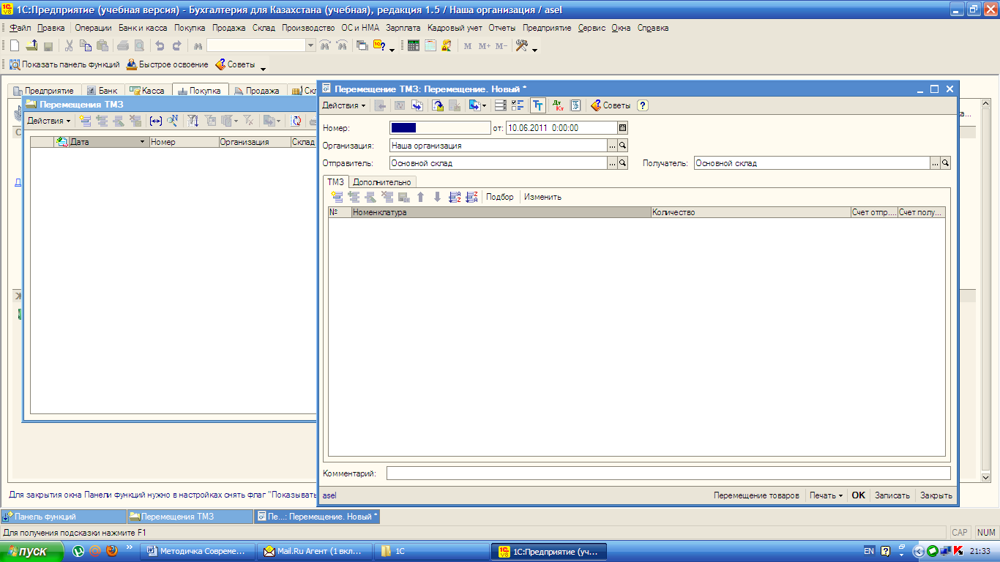 1С:Предприятие (учебная версия) - Бухгалтерия для Казахстана (учебная), редакция 1.5 / Наша организация / asel
Файл Правка Операции Банк и касса Покупка Продажа Склад Производство ОС и НМА Зарплата Кадровый учет Отчеты Предприятие Сервис Окна Справка
M M+ M-
Показать панель функций Быстрое освоение Советы
Предприятие Банк Касса Покупка Продажа Скл
Перемещения ТМЗ
Действия
Дата Номер Организация Склад
Перемещение ТМЗ: Перемещение. Новый *
Действия Советы
Номер: от: 10.06.2011 0:00:00
Организация: Наша организация
Отправитель: Основной склад Получатель: Основной склад
ТМЗ Дополнительно
Подбор Изменить
№ Номенклатура Количество Счет отпр.... Счет полу...
Комментарий:
asel Перемещение товаров Печать OK Записать Закрыть
Для закрытия окна Панели функций нужно в настройках снять флаг "Показывать
Панель функций Перемещения ТМЗ Пе...: Перемещение. Новый *
Для получения подсказки нажмите F1 CAP NUM
пуск Методичка Совреме... Mail.Ru Агент (1 вкл... 1С 1С:Предприятие (уч... EN 21:33